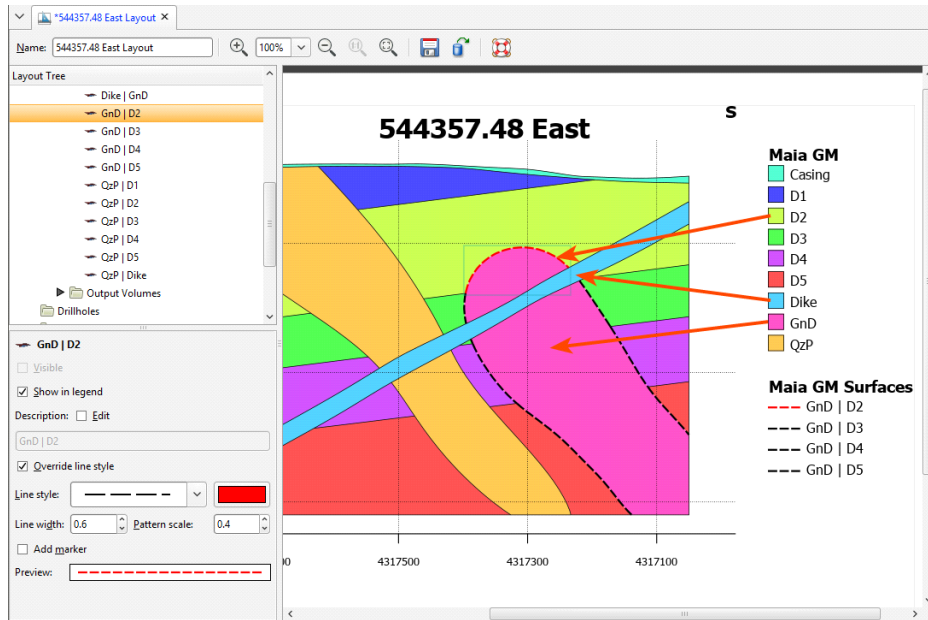 *544357.48 East Layout
Name: 544357.48 East Layout 100%
Layout Tree
Dike | GnD
GnD | D2
GnD | D3
GnD | D4
GnD | D5
QzP | D1
QzP | D2
QzP | D3
QzP | D4
QzP | D5
QzP | Dike
Output Volumes
Drillholes
GnD | D2
Visible
Show in legend
Description: Edit
GnD | D2
Override line style
Line style:
Line width: 0.6 Pattern scale: 0.4
Add marker
Preview:
S
544357.48 East
Maia GM
Casing
D1
D2
D3
D4
D5
Dike
GnD
QzP
Maia GM Surfaces
GnD | D2
GnD | D3
GnD | D4
GnD | D5
4317500 4317300 4317100